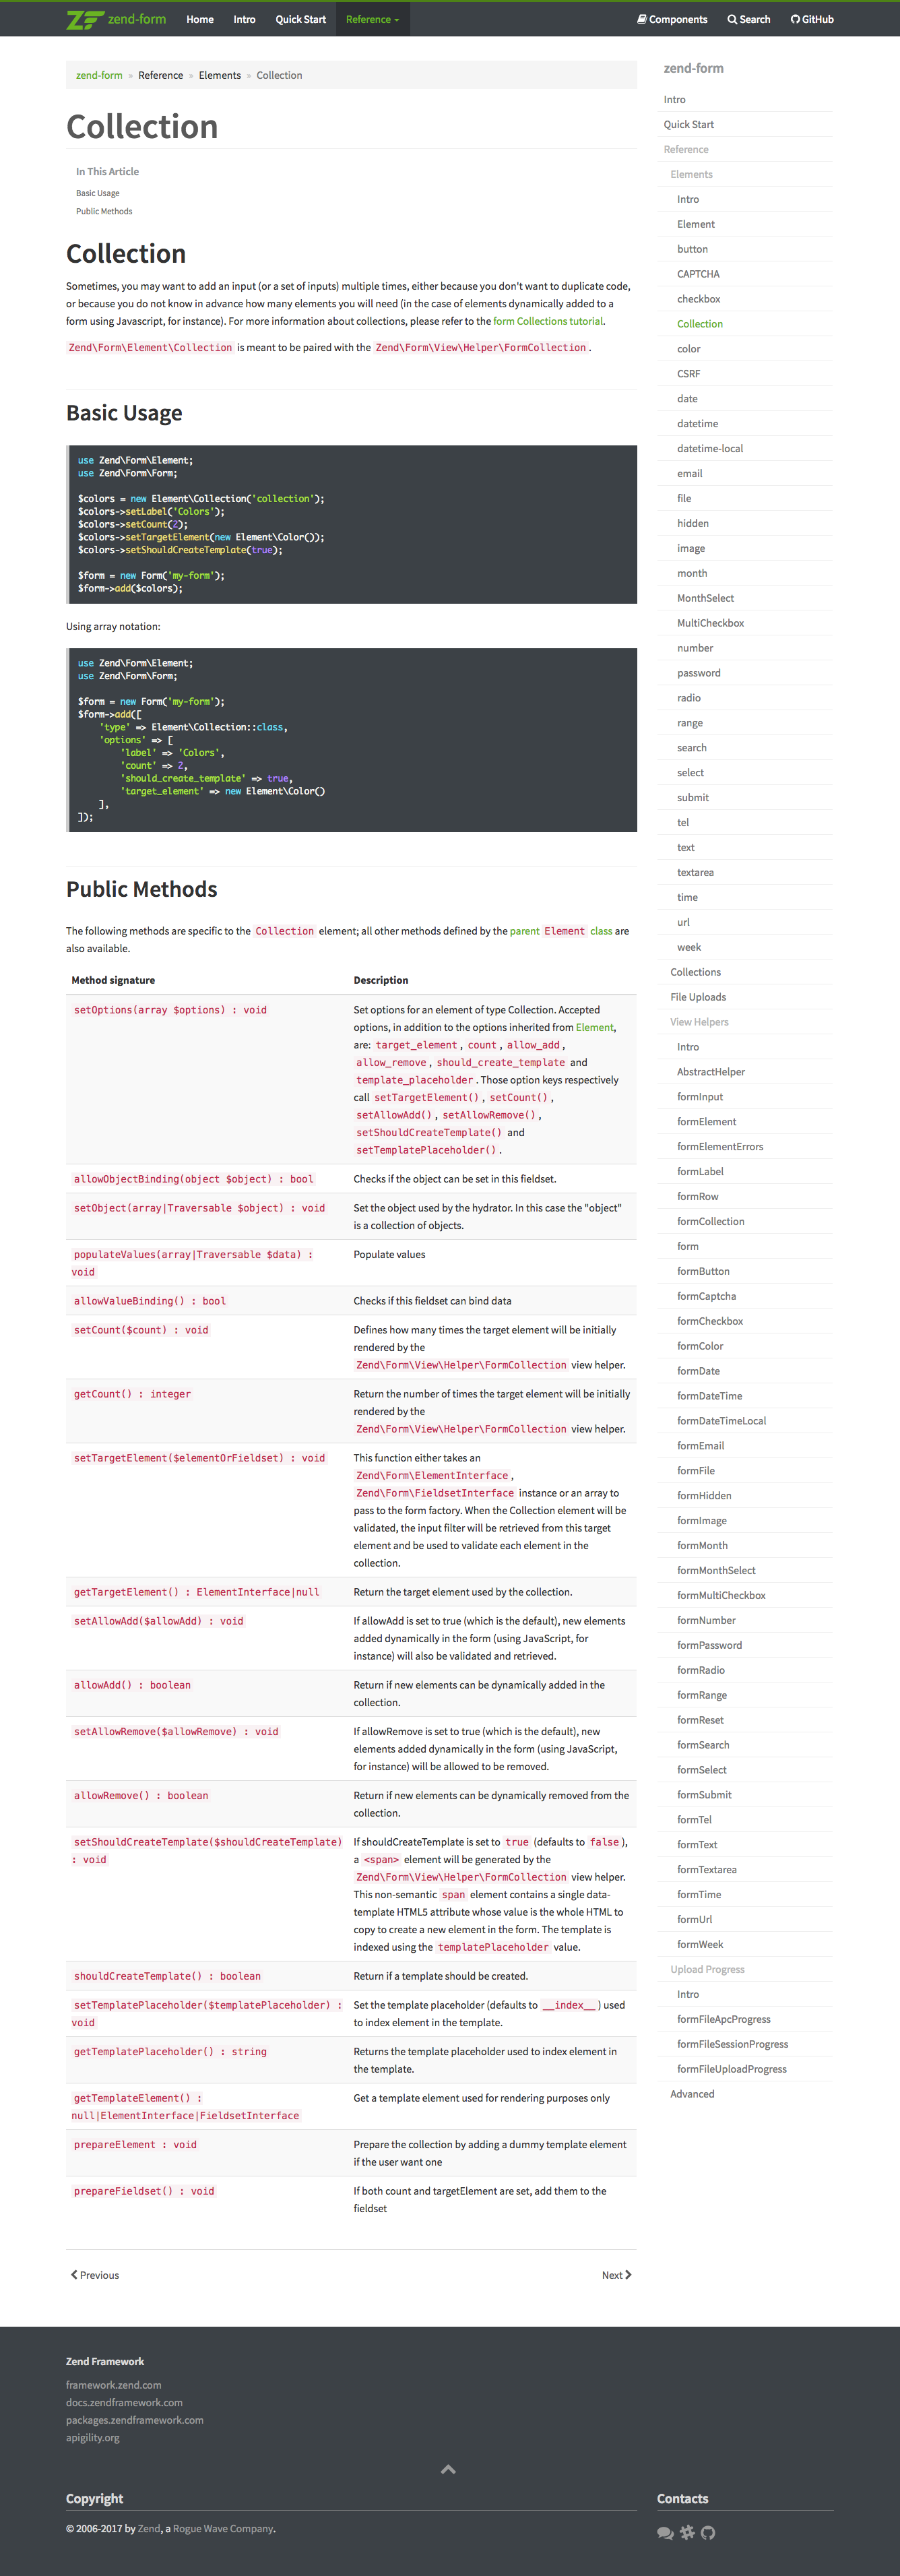 zend-form Home Intro Quick Start Reference Components Search GitHub
zend-form » Reference » Elements » Collection
Collection
In This Article
Basic Usage
Public Methods
Collection
Sometimes, you may want to add an input (or a set of inputs) multiple times, either because you don't want to duplicate code,
or because you do not know in advance how many elements you will need (in the case of elements dynamically added to a
form using Javascript, for instance). For more information about collections, please refer to the form Collections tutorial.
Zend\Form\Element\Collection is meant to be paired with the Zend\Form\View\Helper\FormCollection .
Basic Usage
use Zend\Form\Element;
use Zend\Form\Form;
$colors = new Element\Collection('collection');
$colors->setLabel('Colors');
$colors->setCount(2);
$colors->setTargetElement(new Element\Color());
$colors->setShouldCreateTemplate(true);
$form = new Form('my-form');
$form->add($colors);
Using array notation:
use Zend\Form\Element;
use Zend\Form\Form;
$form = new Form('my-form');
$form->add([
'type' => Element\Collection::class,
'options' => [
'label' => 'Colors',
'count' => 2,
'should_create_template' => true,
'target_element' => new Element\Color()
],
]);
Public Methods
The following methods are specific to the Collection element; all other methods defined by the parent Element class are
also available.
Method signature Description
setOptions(array $options) : void
Set options for an element of type Collection. Accepted
options, in addition to the options inherited from Element,
are: target_element , count , allow_add ,
allow_remove , should_create_template and
template_placeholder . Those option keys respectively
call setTargetElement() , setCount() ,
setAllowAdd() , setAllowRemove() ,
setShouldCreateTemplate() and
setTemplatePlaceholder() .
allowObjectBinding(object $object) : bool
Checks if the object can be set in this fieldset.
setObject(array|Traversable $object) : void
Set the object used by the hydrator. In this case the "object"
is a collection of objects.
populateValues(array|Traversable $data) :
void
Populate values
allowValueBinding() : bool
Checks if this fieldset can bind data
setCount($count) : void
Defines how many times the target element will be initially
rendered by the
Zend\Form\View\Helper\FormCollection view helper.
getCount() : integer
Return the number of times the target element will be initially
rendered by the
Zend\Form\View\Helper\FormCollection view helper.
setTargetElement($elementOrFieldset) : void
This function either takes an
Zend\Form\ElementInterface ,
Zend\Form\FieldsetInterface instance or an array to
pass to the form factory. When the Collection element will be
validated, the input filter will be retrieved from this target
element and be used to validate each element in the
collection.
getTargetElement() : ElementInterface|null
Return the target element used by the collection.
setAllowAdd($allowAdd) : void
If allowAdd is set to true (which is the default), new elements
added dynamically in the form (using JavaScript, for
instance) will also be validated and retrieved.
allowAdd() : boolean
Return if new elements can be dynamically added in the
collection.
setAllowRemove($allowRemove) : void
If allowRemove is set to true (which is the default), new
elements added dynamically in the form (using JavaScript,
for instance) will be allowed to be removed.
allowRemove() : boolean
Return if new elements can be dynamically removed from the
collection.
setShouldCreateTemplate($shouldCreateTemplate)
: void
If shouldCreateTemplate is set to true (defaults to false ),
a <span> element will be generated by the
Zend\Form\View\Helper\FormCollection view helper.
This non-semantic span element contains a single data-
template HTML5 attribute whose value is the whole HTML to
copy to create a new element in the form. The template is
indexed using the templatePlaceholder value.
shouldCreateTemplate() : boolean
Return if a template should be created.
setTemplatePlaceholder($templatePlaceholder) :
void
Set the template placeholder (defaults to __index__ ) used
to index element in the template.
getTemplatePlaceholder() : string
Returns the template placeholder used to index element in
the template.
getTemplateElement() :
null|ElementInterface|FieldsetInterface
Get a template element used for rendering purposes only
prepareElement : void
Prepare the collection by adding a dummy template element
if the user want one
prepareFieldset() : void
If both count and targetElement are set, add them to the
fieldset
Previous Next
zend-form
Intro
Quick Start
Reference
Elements
Intro
Element
button
CAPTCHA
checkbox
Collection
color
CSRF
date
datetime
datetime-local
email
file
hidden
image
month
MonthSelect
MultiCheckbox
number
password
radio
range
search
select
submit
tel
text
textarea
time
url
week
Collections
File Uploads
View Helpers
Intro
AbstractHelper
formInput
formElement
formElementErrors
formLabel
formRow
formCollection
form
formButton
formCaptcha
formCheckbox
formColor
formDate
formDateTime
formDateTimeLocal
formEmail
formFile
formHidden
formImage
formMonth
formMonthSelect
formMultiCheckbox
formNumber
formPassword
formRadio
formRange
formReset
formSearch
formSelect
formSubmit
formTel
formText
formTextarea
formTime
formUrl
formWeek
Upload Progress
Intro
formFileApcProgress
formFileSessionProgress
formFileUploadProgress
Advanced
Zend Framework
framework.zend.com
docs.zendframework.com
packages.zendframework.com
apigility.org
Copyright
© 2006-2017 by Zend, a Rogue Wave Company.
Contacts